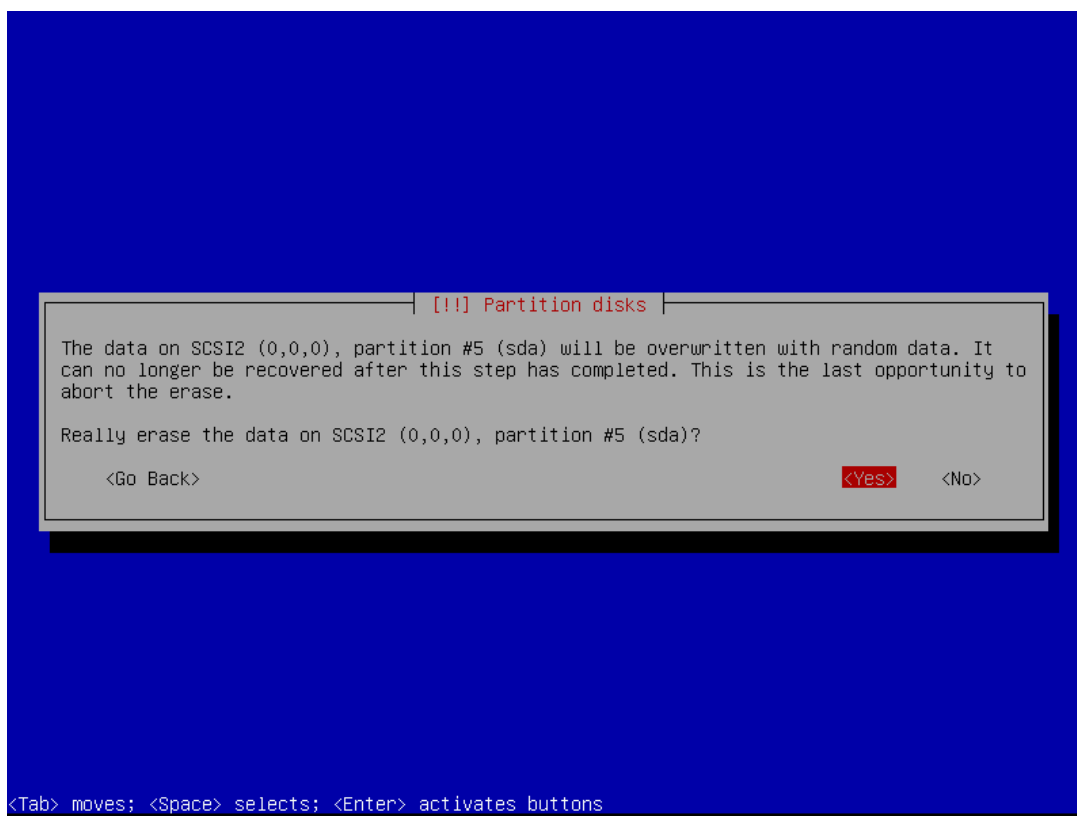 [!!] Partition disks
The data on SCSI2 (0,0,0), partition #5 (sda) will be overwritten with random data. It
can no longer be recovered after this step has completed. This is the last opportunity to
abort the erase.
Really erase the data on SCSI2 (0,0,0), partition #5 (sda)?
<Go Back> <Yes> <No>
<Tab> moves; <Space> selects; <Enter> activates buttons